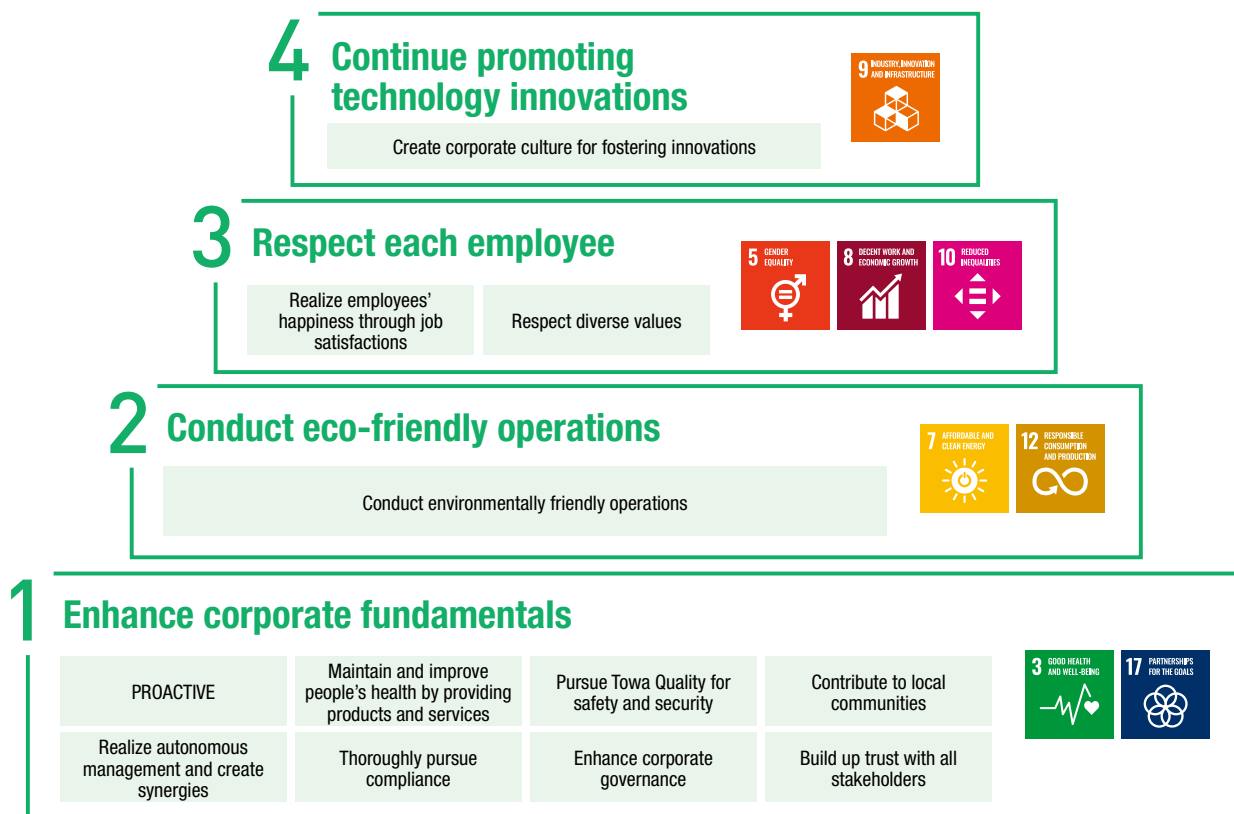 4
Continue promoting
technology innovations
Create corporate culture for fostering innovations
9 INDUSTRY, INNOVATION
AND INFRASTRUCTURE
3
Respect each employee
Realize employees’
happiness through job
satisfactions
Respect diverse values
5 GENDER
EQUALITY
8 DECENT WORK AND
ECONOMIC GROWTH
10 REDUCED
INEQUALITIES
2
Conduct eco-friendly operations
Conduct environmentally friendly operations
7 AFFORDABLE AND
CLEAN ENERGY
12 RESPONSIBLE
CONSUMPTION
AND PRODUCTION
1
Enhance corporate fundamentals
PROACTIVE
Maintain and improve
people’s health by providing
products and services
Pursue Towa Quality for
safety and security
Contribute to local
communities
Realize autonomous
management and create
synergies
Thoroughly pursue
compliance
Enhance corporate
governance
Build up trust with all
stakeholders
3 GOOD HEALTH
AND WELL-BEING
17 PARTNERSHIPS
FOR THE GOALS